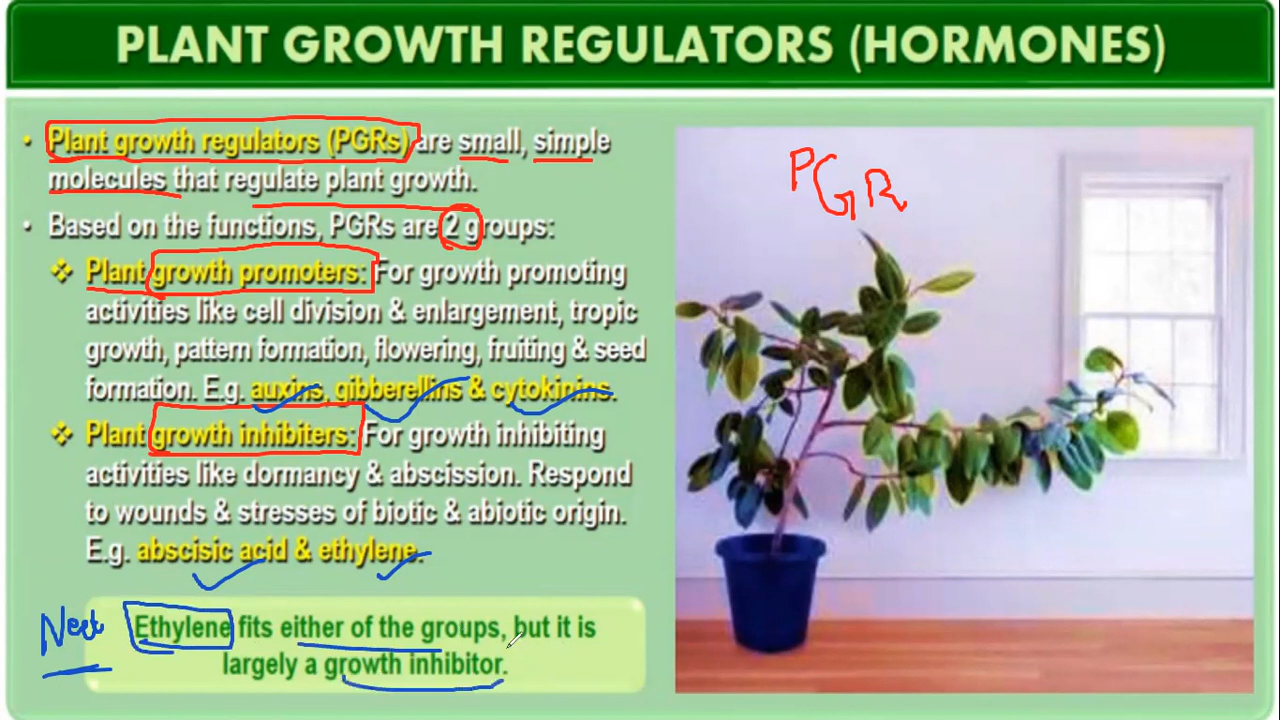 PLANT GROWTH REGULATORS (HORMONES)
• Plant growth regulators (PGRs) are small, simple
molecules that regulate plant growth.
• Based on the functions, PGRs are 2 groups:
❖ Plant growth promoters: For growth promoting
activities like cell division & enlargement, tropic
growth, pattern formation, flowering, fruiting & seed
formation. E.g. auxins, gibberellins & cytokinins.
❖ Plant growth inhibiters: For growth inhibiting
activities like dormancy & abscission. Respond
to wounds & stresses of biotic & abiotic origin.
E.g. abscisic acid & ethylene.
Neet
Ethylene fits either of the groups, but it is
largely a growth inhibitor.
PGR